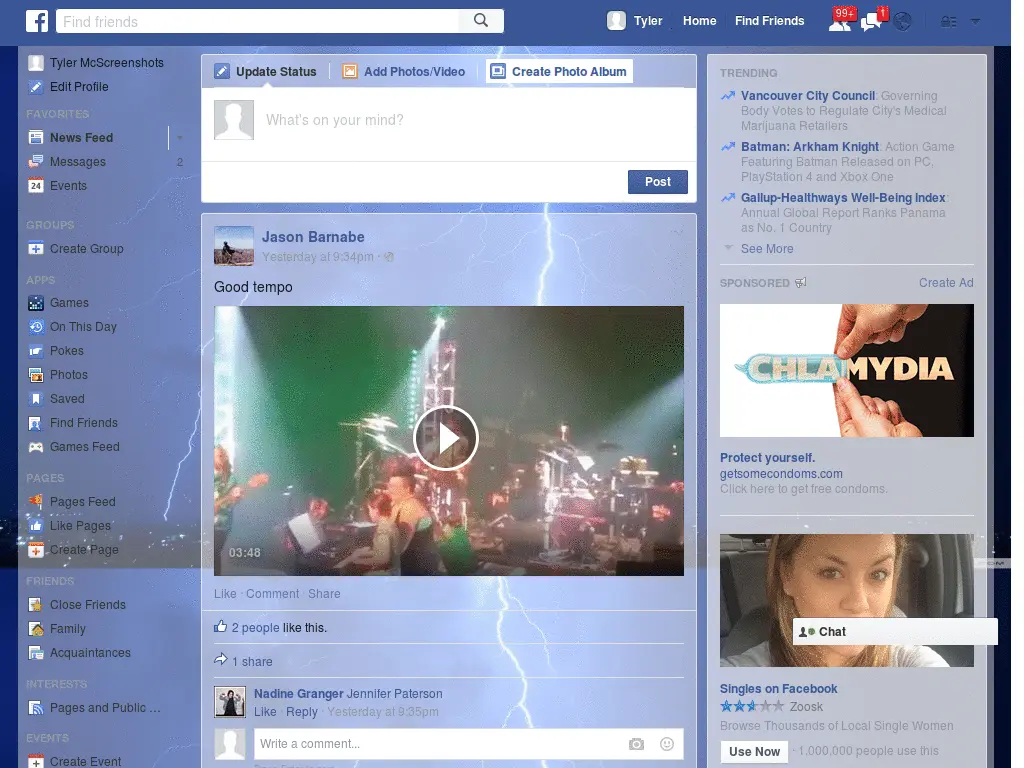 Find friends
Tyler
Home
Find Friends
99+
1
Tyler McScreenshots
Edit Profile
FAVORITES
News Feed
Messages
2
24
Events
GROUPS
Create Group
APPS
Games
On This Day
Pokes
Photos
Saved
Find Friends
Games Feed
PAGES
Pages Feed
Like Pages
Create Page
FRIENDS
Close Friends
Family
Acquaintances
INTERESTS
Pages and Public ...
EVENTS
Create Event
Update Status
Add Photos/Video
Create Photo Album
What's on your mind?
Post
Jason Barnabe
Yesterday at 9:34pm ·
Good tempo
03:48
Like · Comment · Share
2 people like this.
1 share
Nadine Granger Jennifer Paterson
Like · Reply · Yesterday at 9:35pm
Write a comment...
TRENDING
Vancouver City Council: Governing
Body Votes to Regulate City's Medical
Marijuana Retailers
Batman: Arkham Knight: Action Game
Featuring Batman Released on PC,
PlayStation 4 and Xbox One
Gallup-Healthways Well-Being Index:
Annual Global Report Ranks Panama
as No. 1 Country
See More
SPONSORED
Create Ad
CHLAMYDIA
Protect yourself.
getsomecondoms.com
Click here to get free condoms.
Chat
Singles on Facebook
Zoosk
Browse Thousands of Local Single Women
Use Now
· 1,000,000 people use this